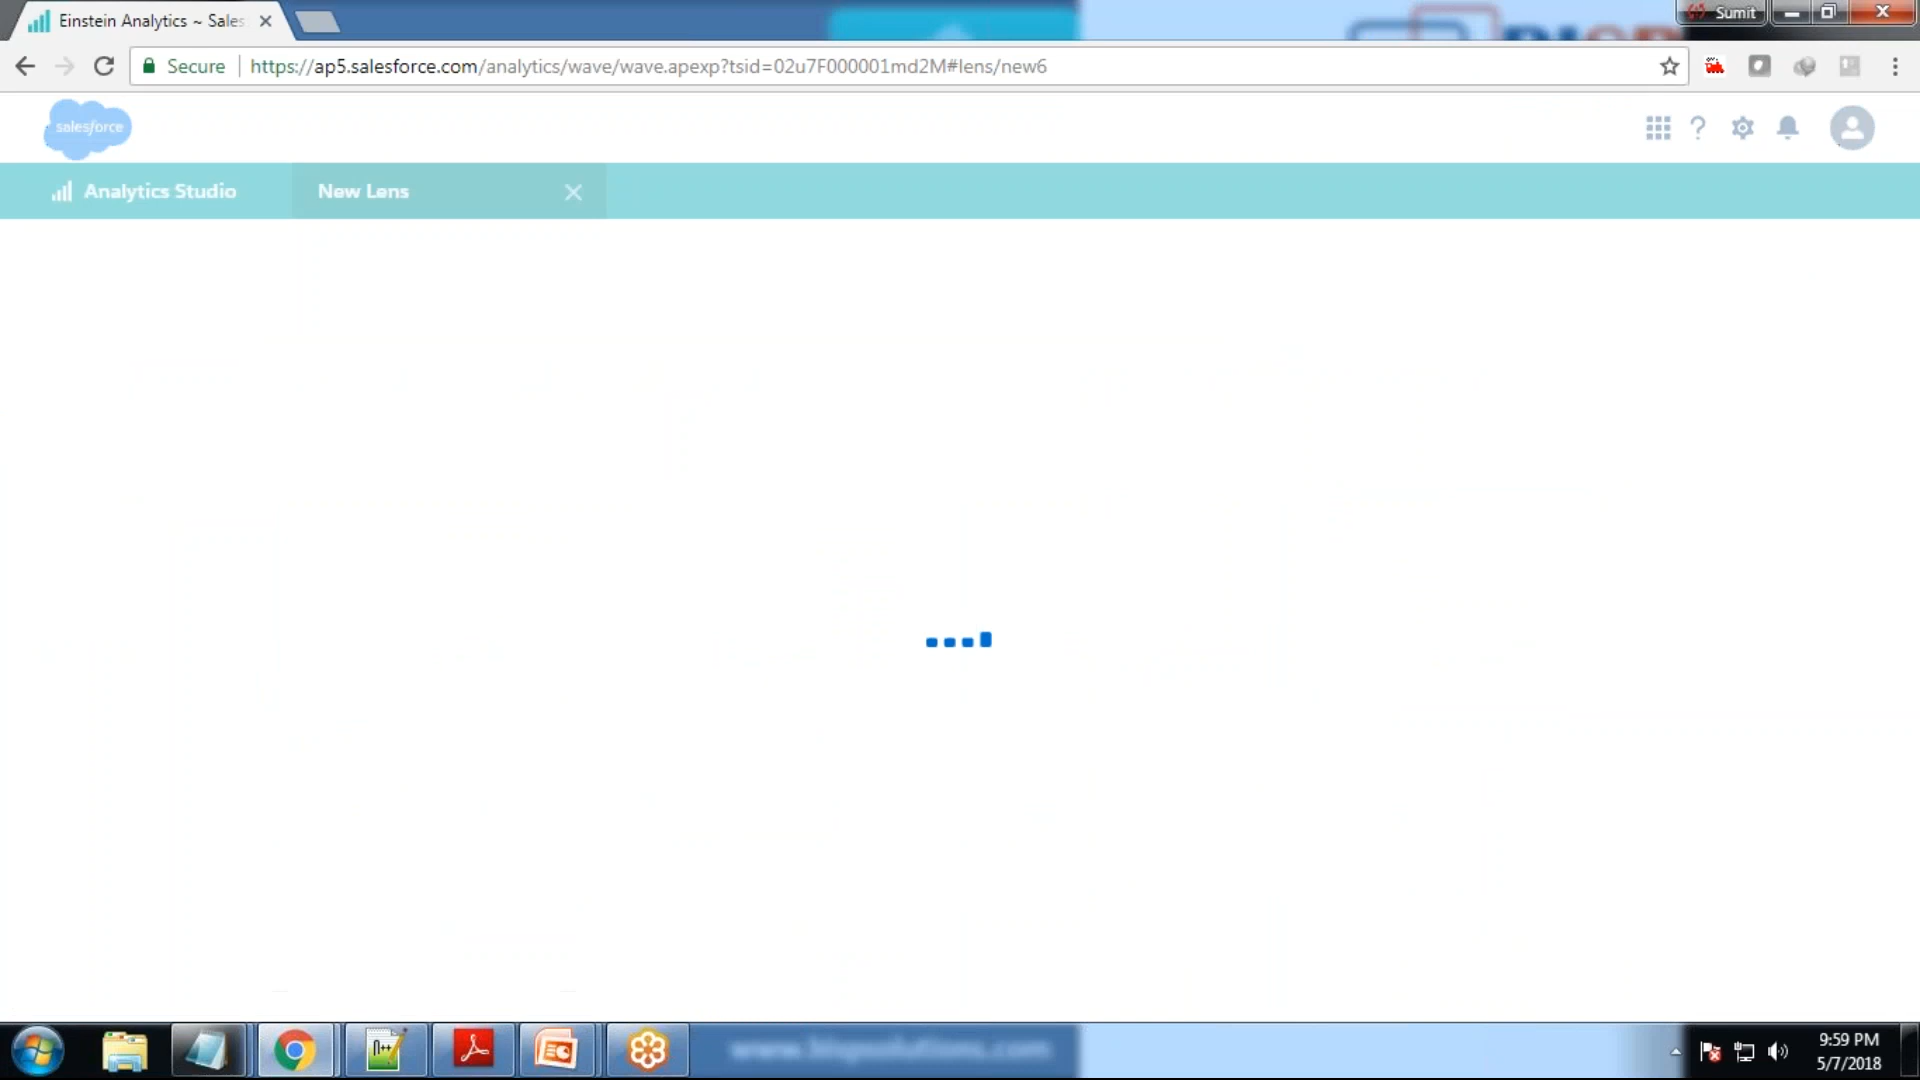 Einstein Analytics ~ Sales
Sumit
Secure
https://ap5.salesforce.com/analytics/wave/wave.apexp?tsid=02u7F000001md2M#lens/new6
salesforce
Analytics Studio
New Lens
9:59 PM
5/7/2018